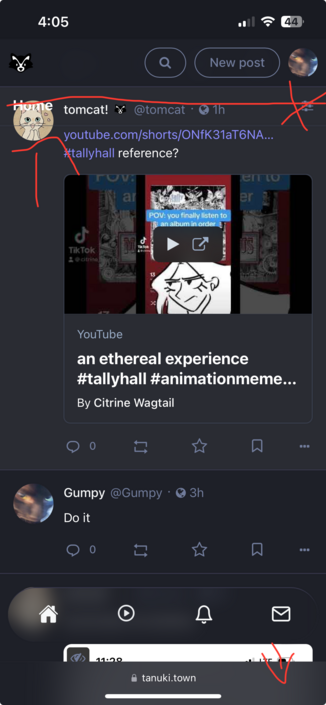 4:05
44
New post
Home
tomcat! @tomcat · 1h
youtube.com/shorts/ONfK31aT6NA...
#tallyhall reference?
POV: you finally listen to
an album in order
TikTok
YouTube
an ethereal experience
#tallyhall #animationmeme...
By Citrine Wagtail
0
Gumpy @Gumpy · 3h
Do it
0
tanuki.town